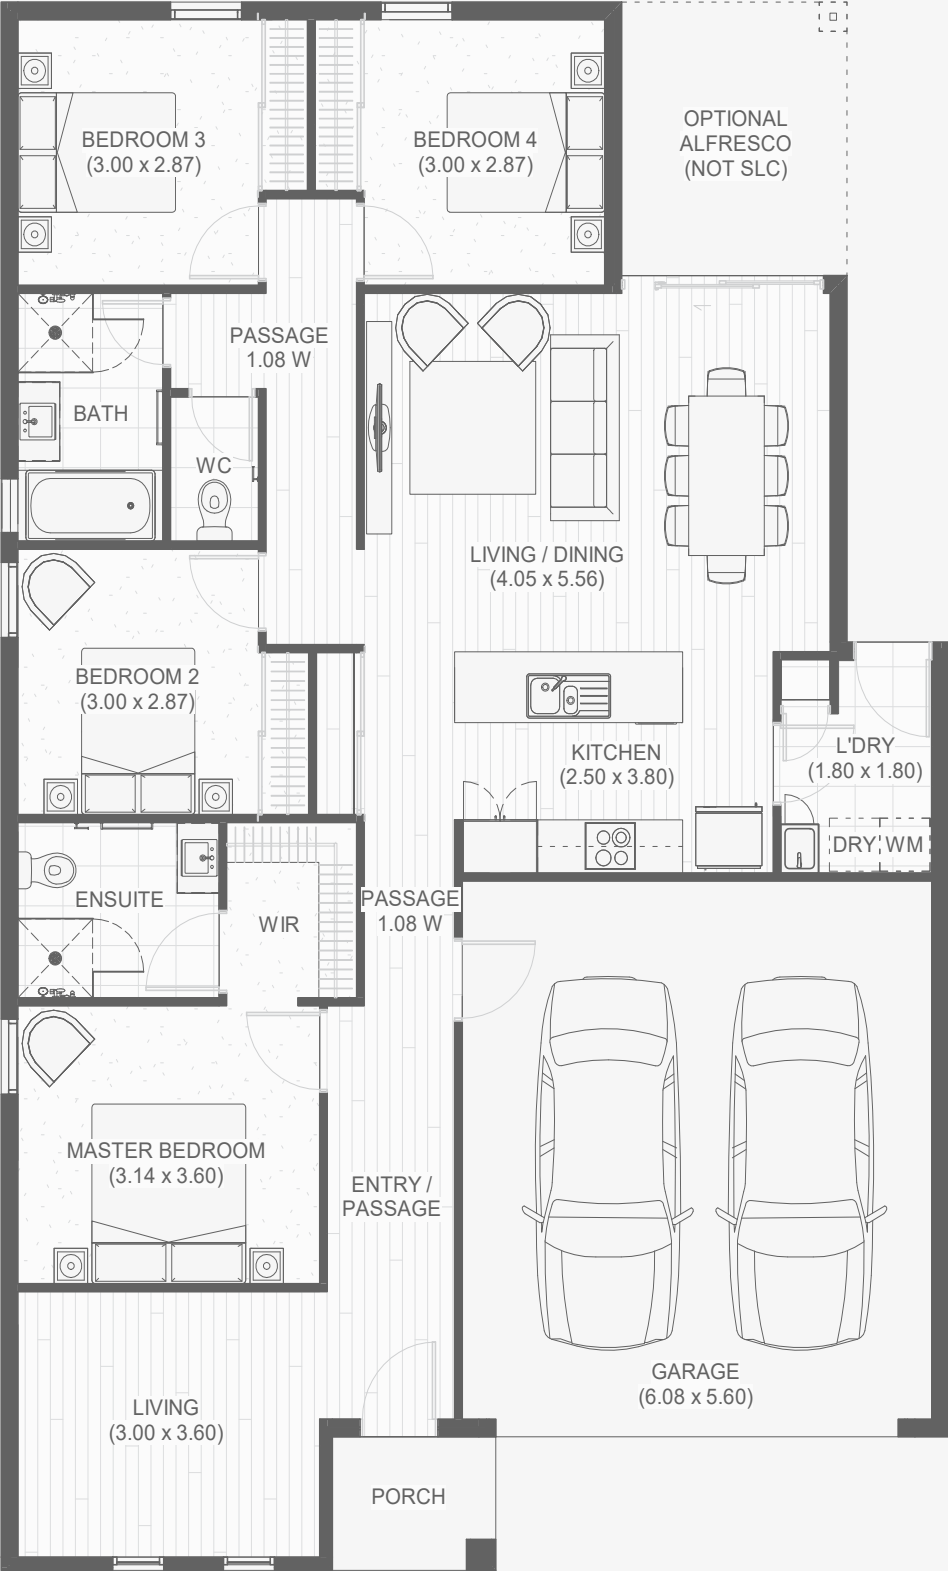 BEDROOM 3
(3.00 x 2.87)
BEDROOM 4
(3.00 x 2.87)
OPTIONAL
ALFRESCO
(NOT SLC)
PASSAGE
1.08 W
BATH
WC
LIVING / DINING
(4.05 x 5.56)
BEDROOM 2
(3.00 x 2.87)
KITCHEN
(2.50 x 3.80)
L'DRY
(1.80 x 1.80)
DRY WM
ENSUITE
WIR
PASSAGE
1.08 W
MASTER BEDROOM
(3.14 x 3.60)
ENTRY /
PASSAGE
GARAGE
(6.08 x 5.60)
LIVING
(3.00 x 3.60)
PORCH